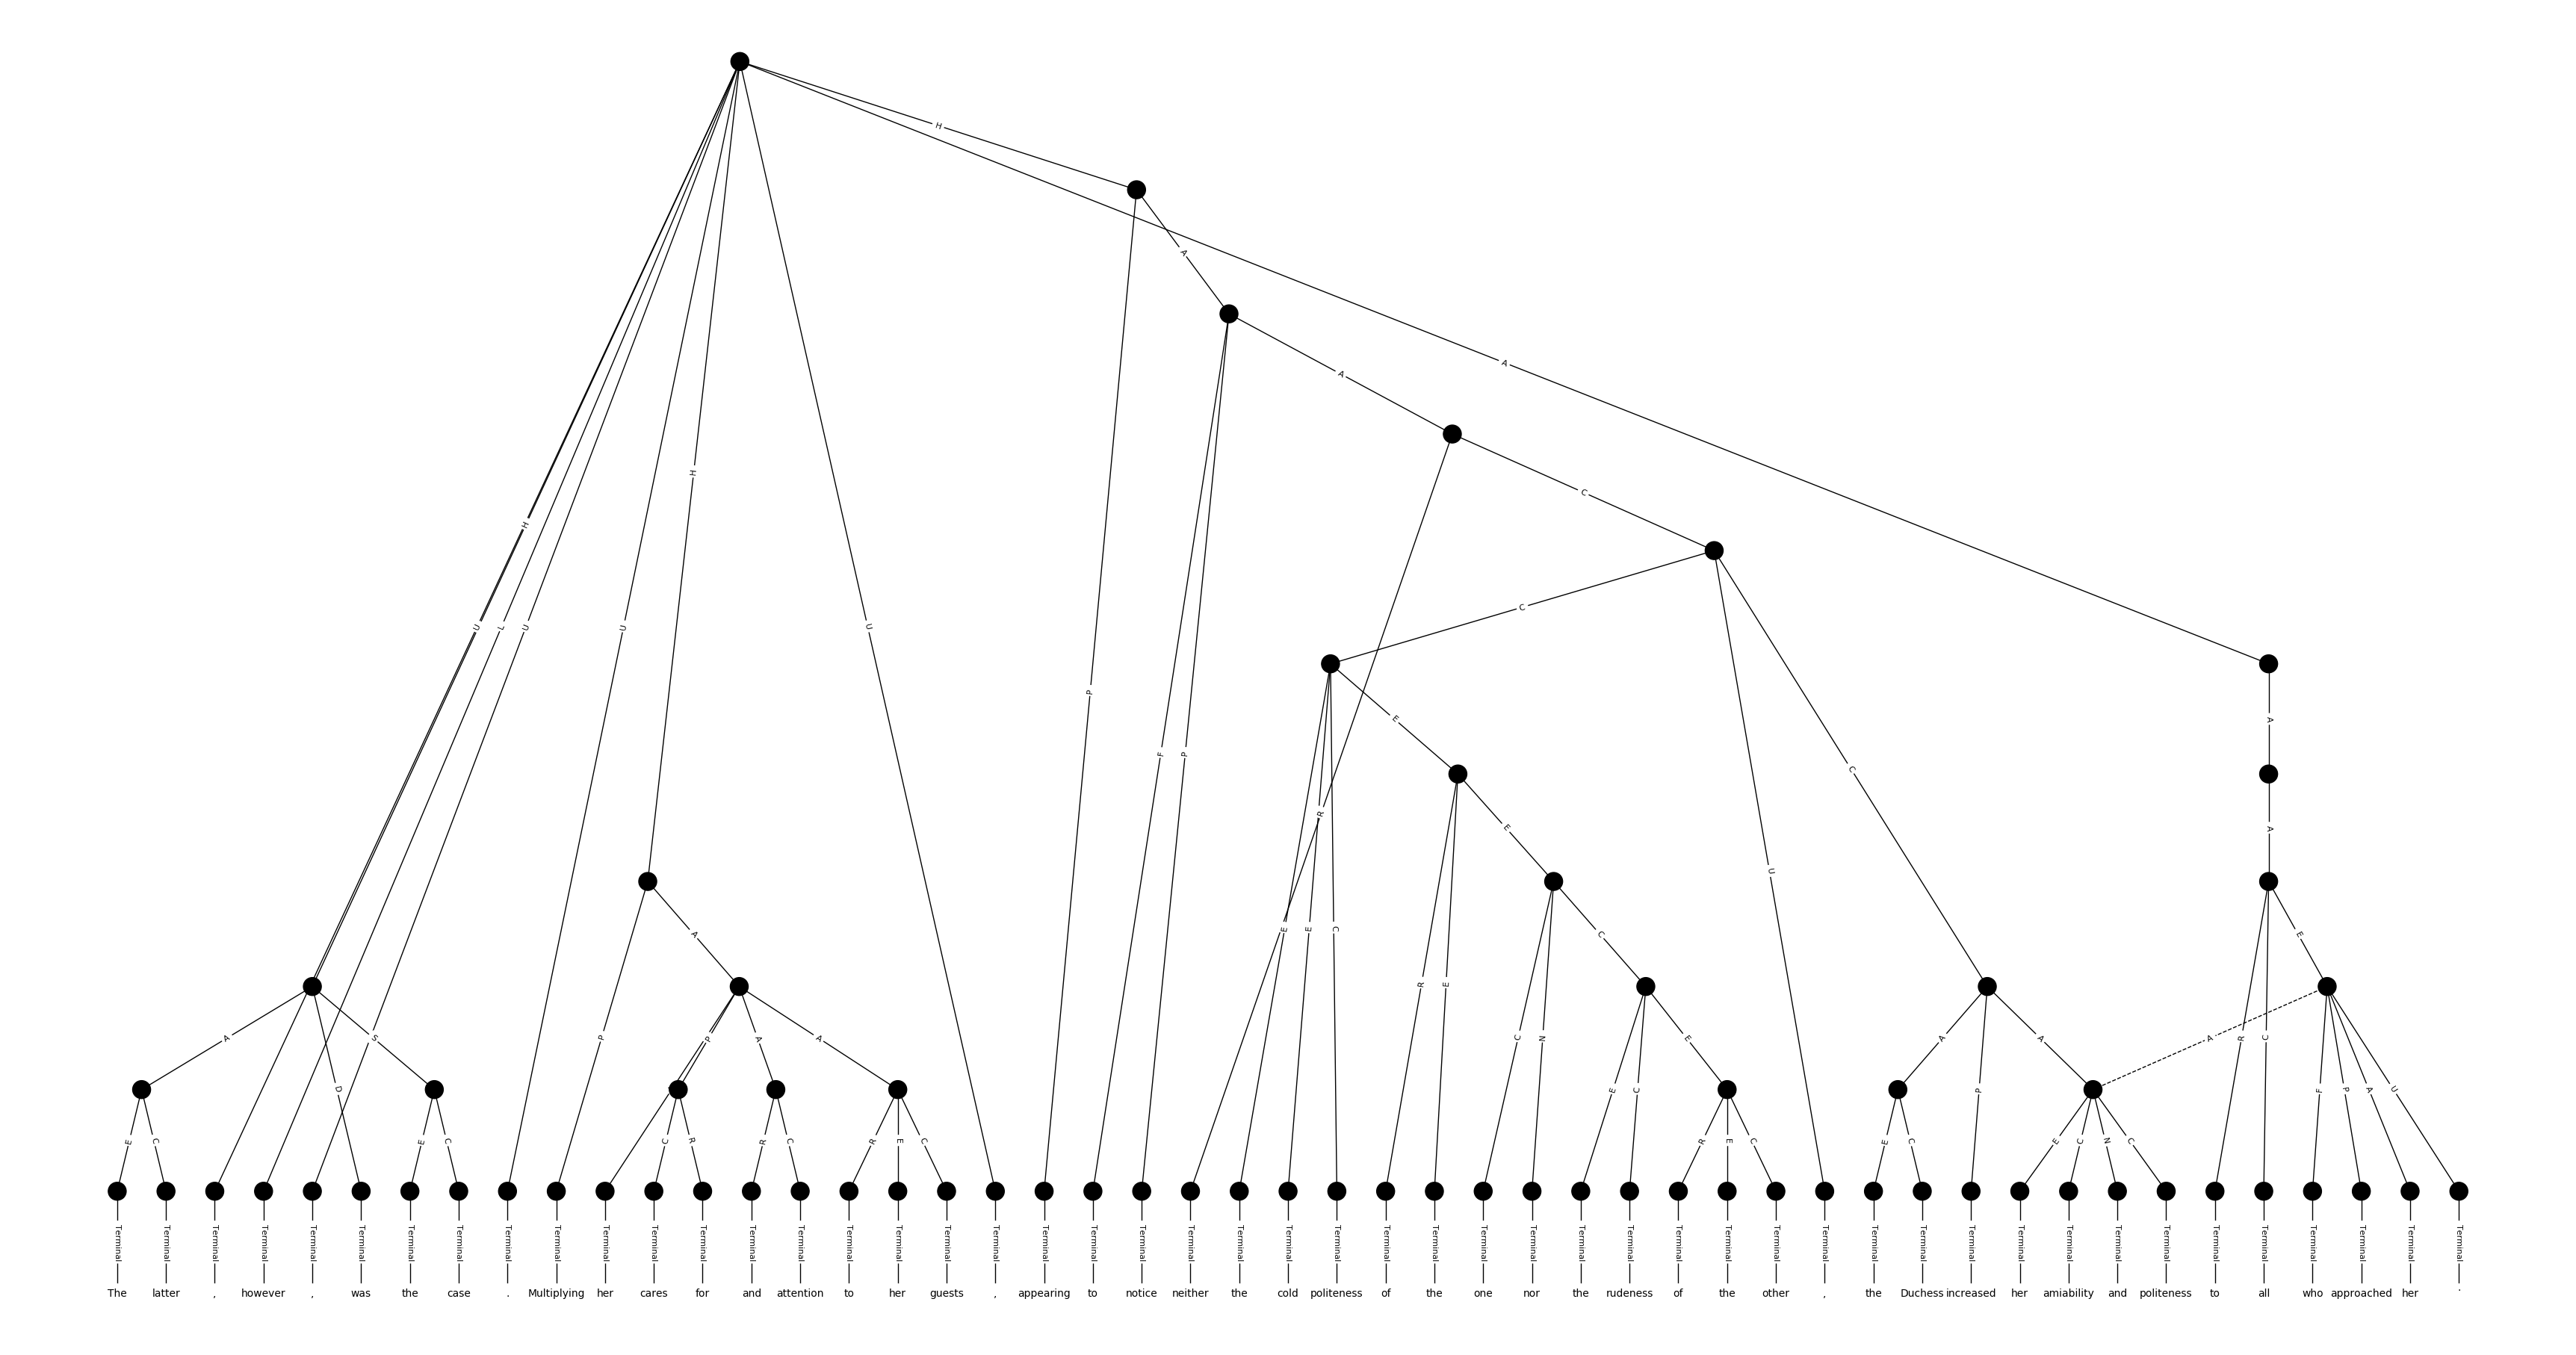 H
A
A
A
C
H
H
C
U L U U U
E
P
A
F P
C
A
R
E
A
U
A
E E C
C
E
R E
A S
P
P A A
C N
E
A P A
A R C
D
E C
F P A U
E C
E C
C R
R C
R E C
R E C
E C
E C N C
Terminal Terminal Terminal Terminal Terminal Terminal Terminal Terminal Terminal Terminal Terminal Terminal Terminal Terminal Terminal Terminal Terminal Terminal Terminal Terminal Terminal Terminal Terminal Terminal Terminal Terminal Terminal Terminal Terminal Terminal Terminal Terminal Terminal Terminal Terminal Terminal Terminal Terminal Terminal Terminal Terminal Terminal Terminal Terminal Terminal Terminal Terminal Terminal Terminal
The latter , however , was the case . Multiplying her cares for and attention to her guests , appearing to notice neither the cold politeness of the one nor the rudeness of the other , the Duchess increased her amiability and politeness to all who approached her .